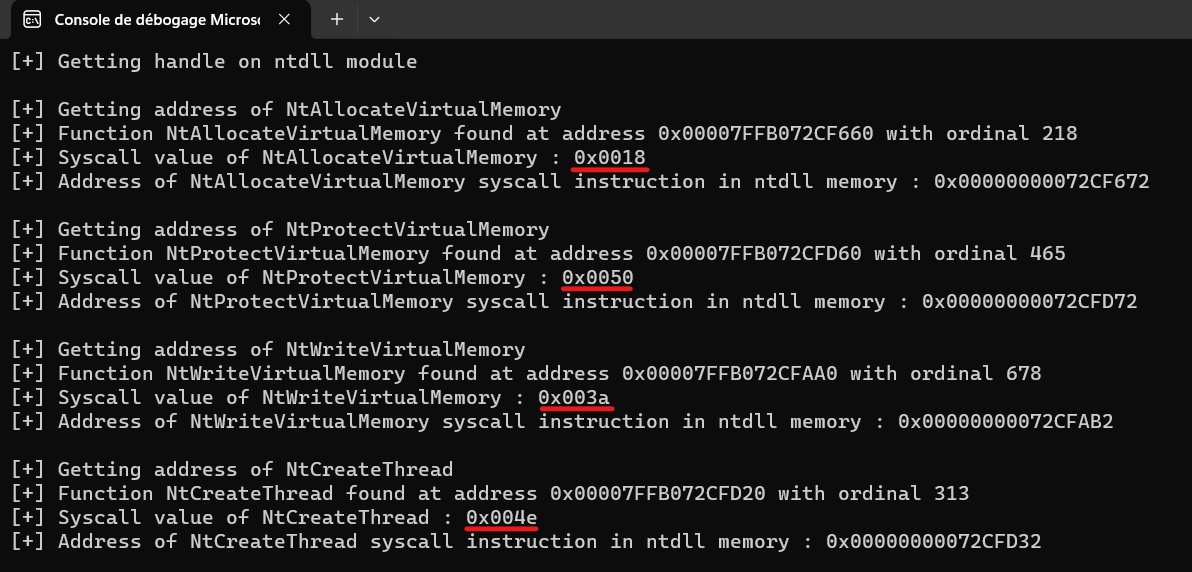 Console de débogage Micros
[+] Getting handle on ntdll module
[+] Getting address of NtAllocateVirtualMemory
[+] Function NtAllocateVirtualMemory found at address 0x00007FFB072CF660 with ordinal 218
[+] Syscall value of NtAllocateVirtualMemory : 0x0018
[+] Address of NtAllocateVirtualMemory syscall instruction in ntdll memory : 0x00000000072CF672
[+] Getting address of NtProtectVirtualMemory
[+] Function NtProtectVirtualMemory found at address 0x00007FFB072CFD60 with ordinal 465
[+] Syscall value of NtProtectVirtualMemory : 0x0050
[+] Address of NtProtectVirtualMemory syscall instruction in ntdll memory : 0x00000000072CFD72
[+] Getting address of NtWriteVirtualMemory
[+] Function NtWriteVirtualMemory found at address 0x00007FFB072CFAA0 with ordinal 678
[+] Syscall value of NtWriteVirtualMemory : 0x003a
[+] Address of NtWriteVirtualMemory syscall instruction in ntdll memory : 0x00000000072CFAB2
[+] Getting address of NtCreateThread
[+] Function NtCreateThread found at address 0x00007FFB072CFD20 with ordinal 313
[+] Syscall value of NtCreateThread : 0x004e
[+] Address of NtCreateThread syscall instruction in ntdll memory : 0x00000000072CFD32